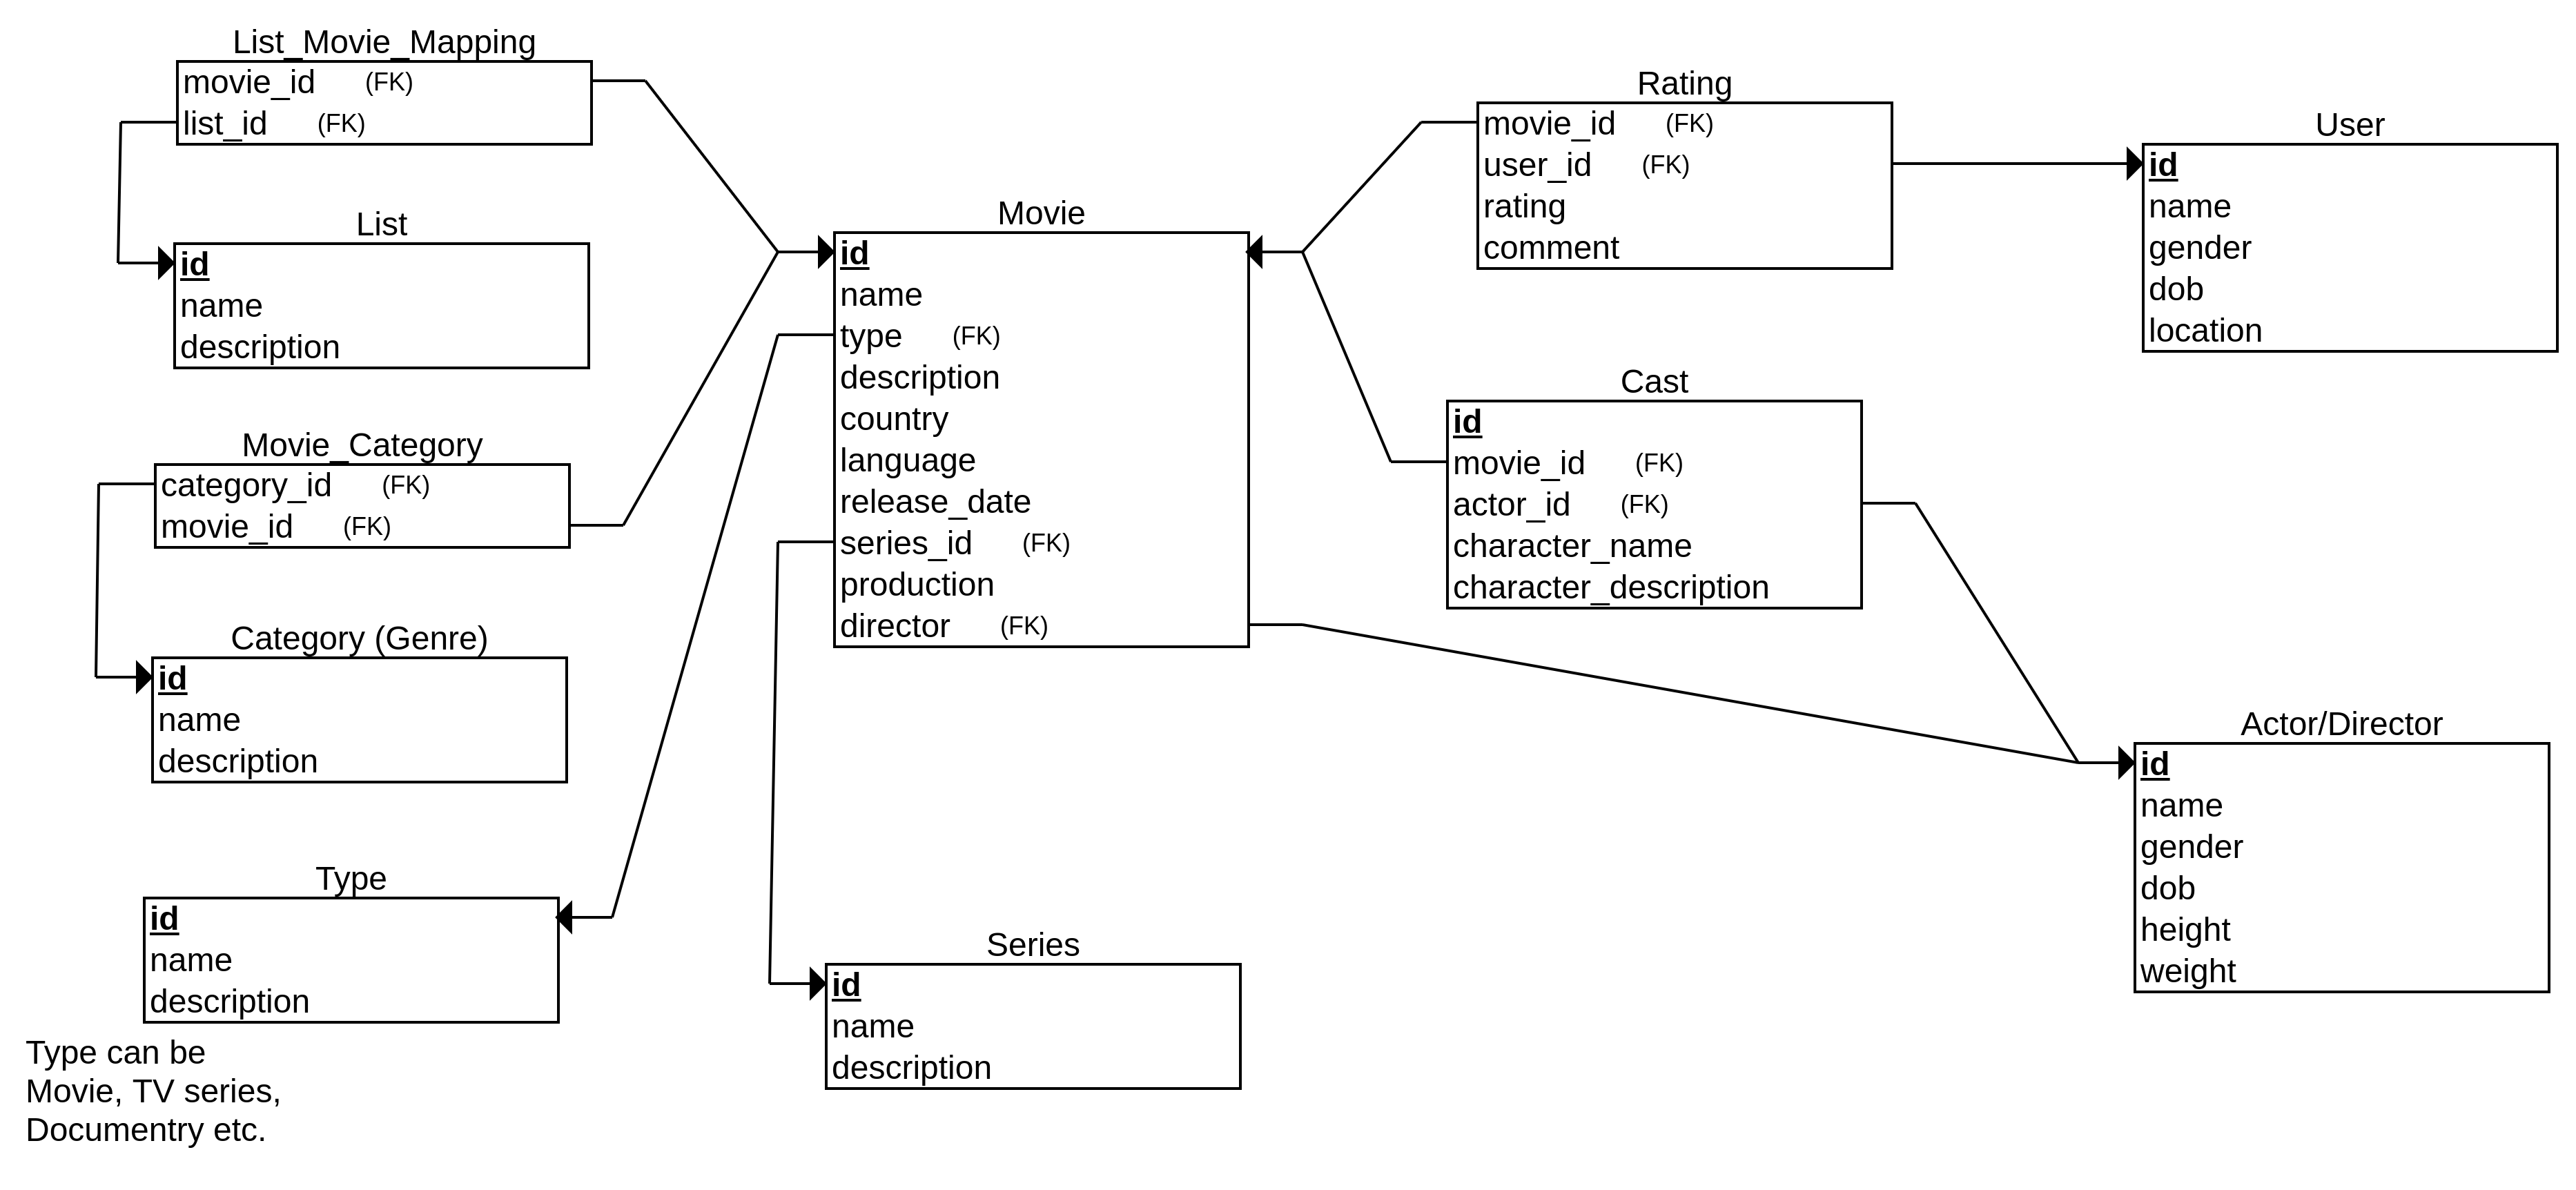 List_Movie_Mapping
movie_id (FK)
list_id (FK)
List
id
name
description
Movie_Category
category_id (FK)
movie_id (FK)
Category (Genre)
id
name
description
Type
id
name
description
Type can be
Movie, TV series,
Documentry etc.
Movie
id
name
type (FK)
description
country
language
release_date
series_id (FK)
production
director (FK)
Series
id
name
description
Rating
movie_id (FK)
user_id (FK)
rating
comment
Cast
id
movie_id (FK)
actor_id (FK)
character_name
character_description
User
id
name
gender
dob
location
Actor/Director
id
name
gender
dob
height
weight